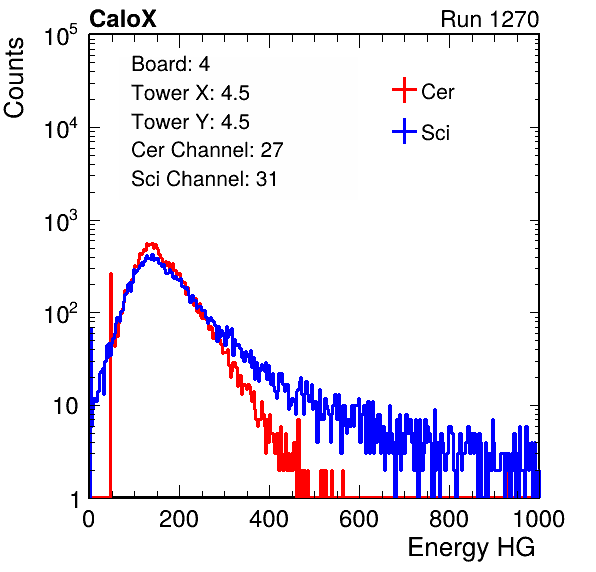 CaloX Run 1270
Counts
Board: 4
Tower X: 4.5
Tower Y: 4.5
Cer Channel: 27
Sci Channel: 31
Cer
Sci
10^5
10^4
10^3
10^2
10
1
0 200 400 600 800 1000
Energy HG